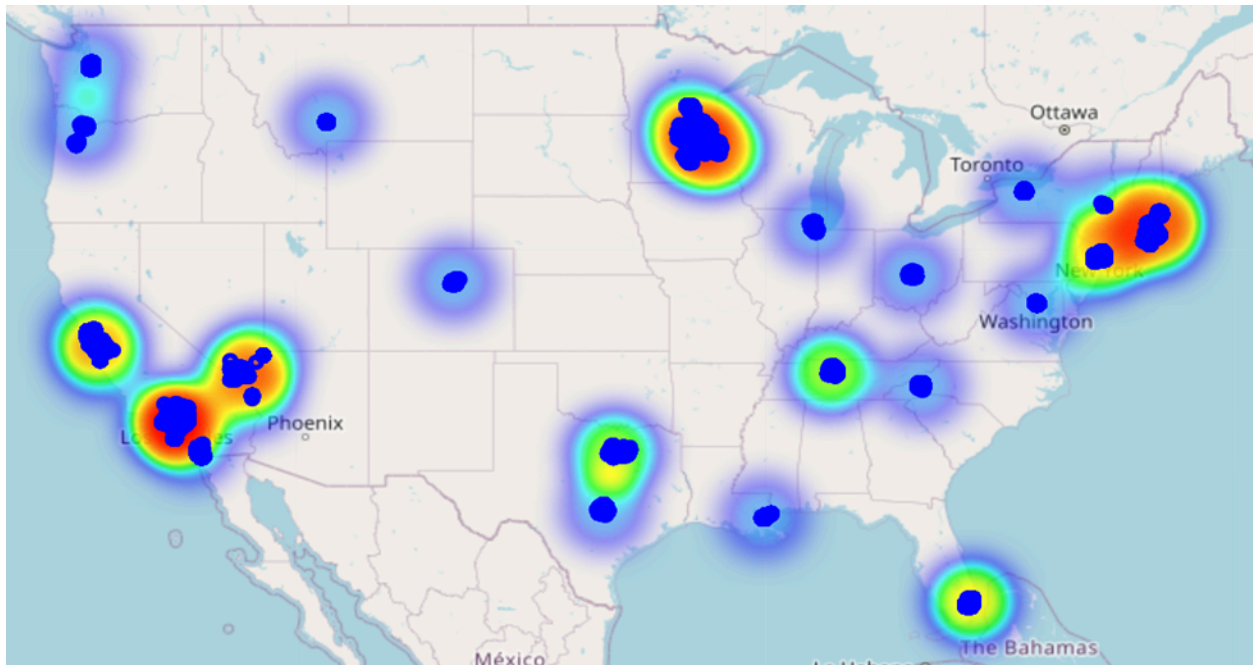 Ottawa
Toronto
New York
Washington
Phoenix
México
The Bahamas